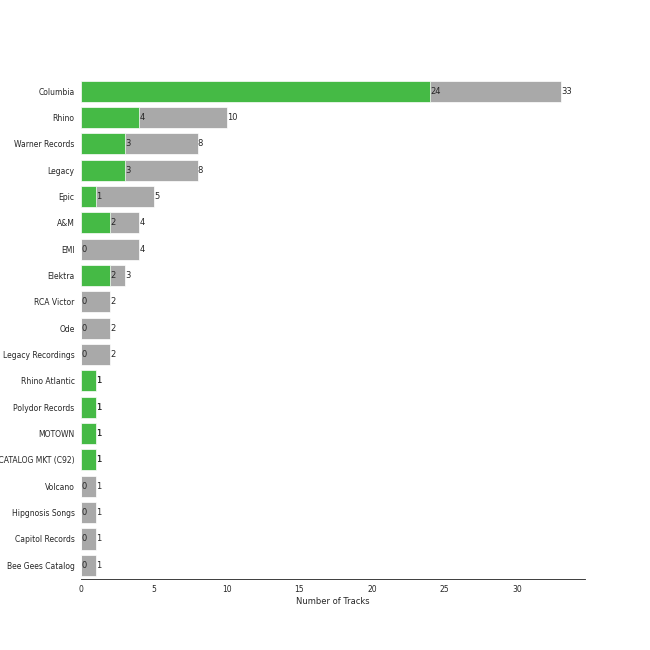 Columbia 24 33
Rhino 4 10
Warner Records 3 8
Legacy 3 8
Epic 1 5
A&M 2 4
EMI 0 4
Elektra 2 3
RCA Victor 0 2
Ode 0 2
Legacy Recordings 0 2
Rhino Atlantic 1
Polydor Records 1
MOTOWN 1
CATALOG MKT (C92) 1
Volcano 0 1
Hipgnosis Songs 0 1
Capitol Records 0 1
Bee Gees Catalog 0 1
0 5 10 15 20 25 30
Number of Tracks